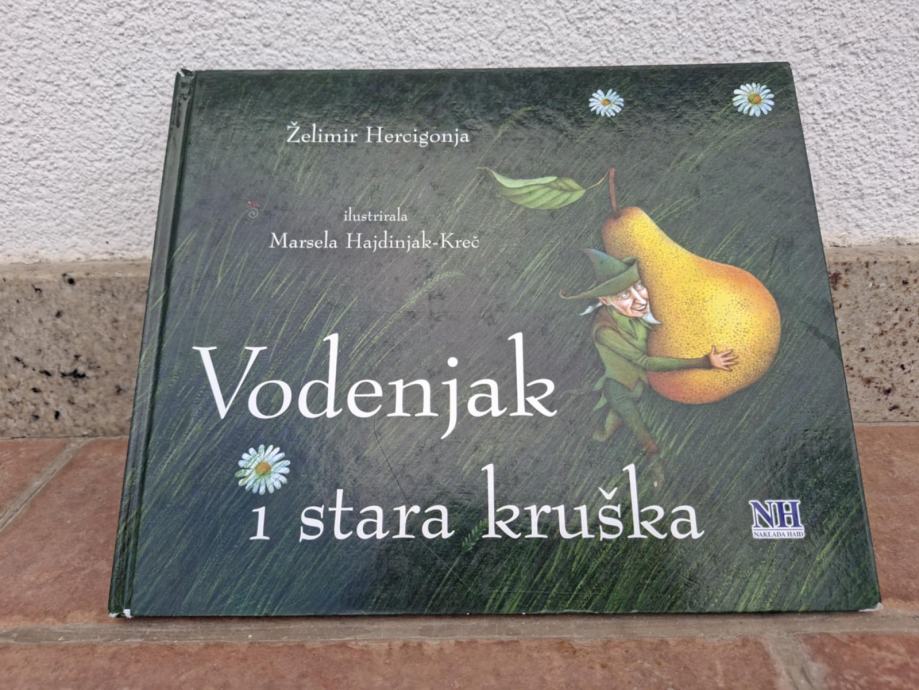 Želimir Hercigonja
ilustrirala
Marsela Hajdinjak-Kreč
Vodenjak
i stara kruška
NH
NAKLADA HAID